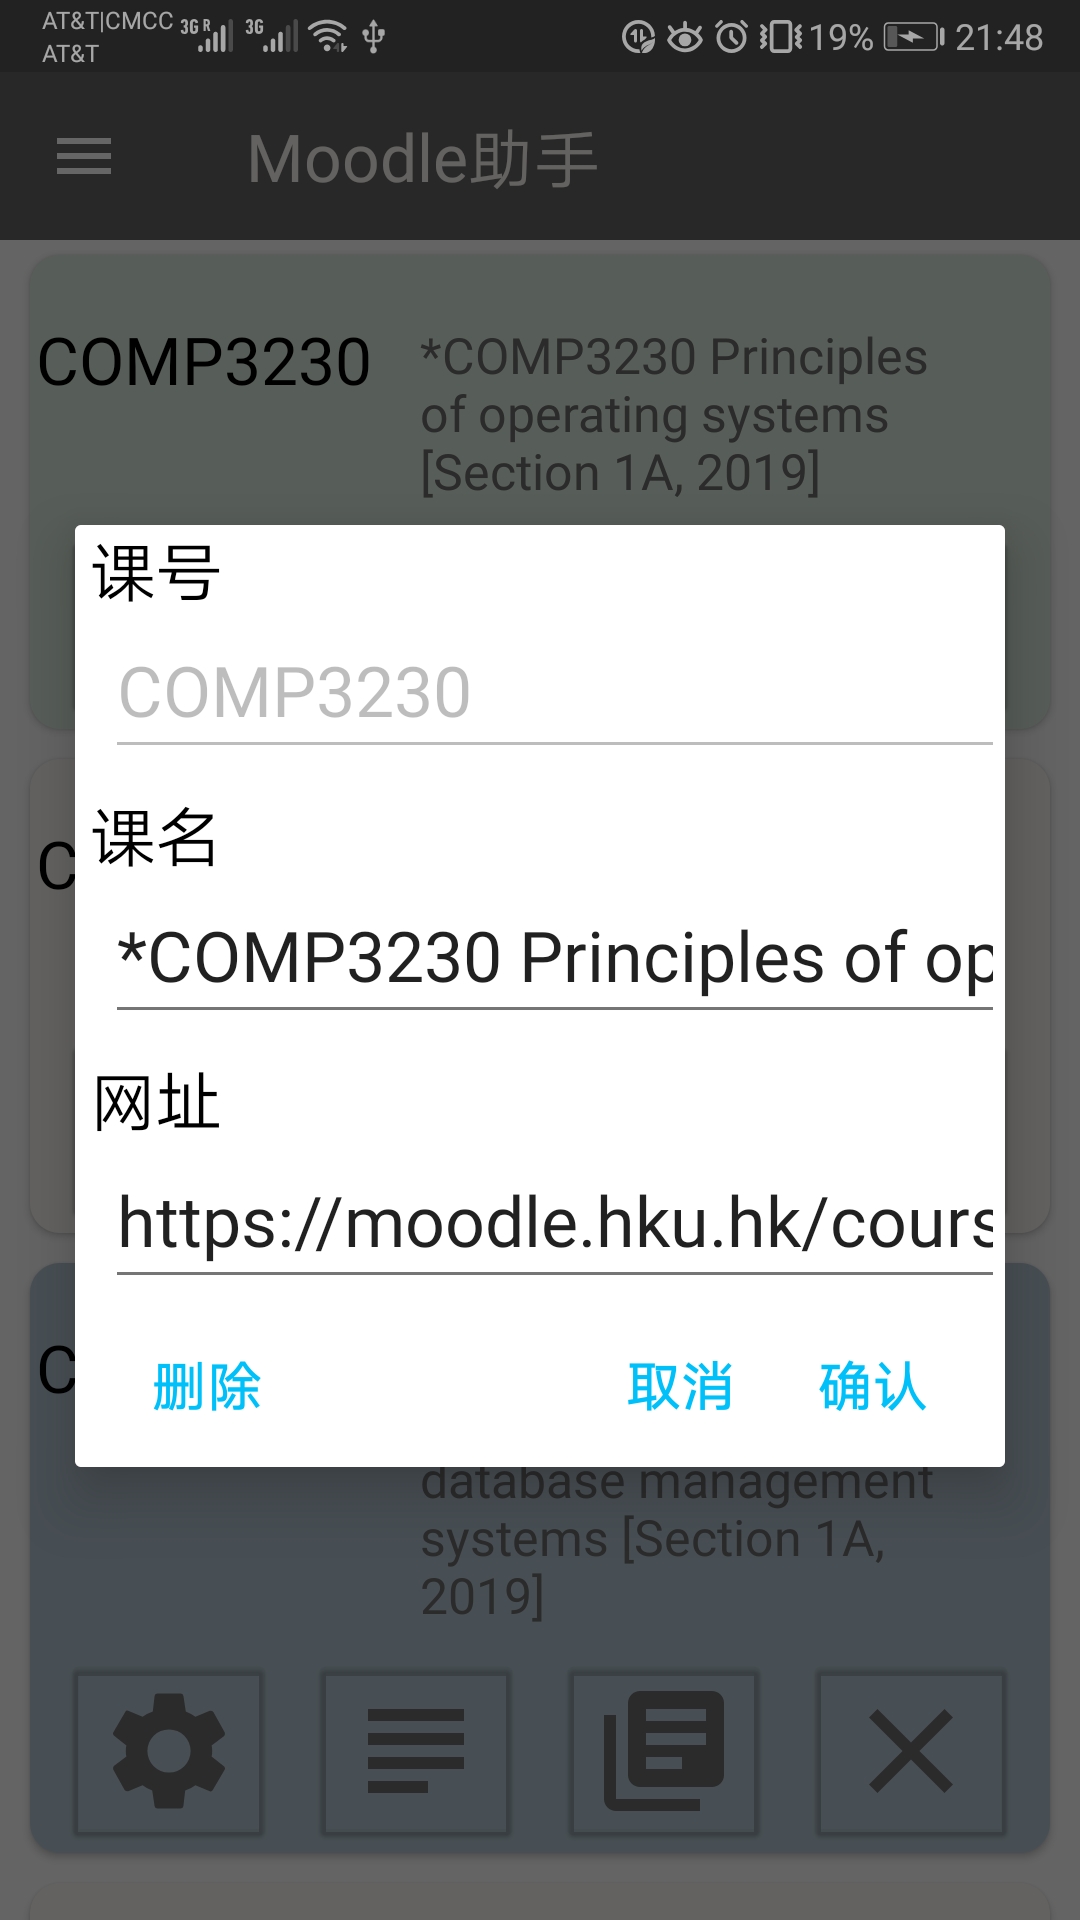 AT&T|CMCC
AT&T
3G R
3G
19%
21:48
Moodle助手
COMP3230
*COMP3230 Principles
of operating systems
[Section 1A, 2019]
课号
COMP3230
C
课名
*COMP3230 Principles of op
网址
https://moodle.hku.hk/cours
C
删除
取消
确认
database management
systems [Section 1A,
2019]